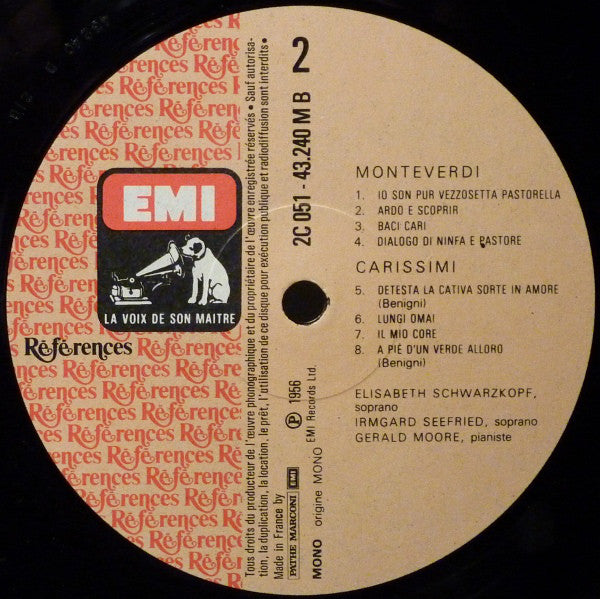 Références
EMI
LA VOIX DE SON MAITRE
Références
Tous droits du producteur de l'œuvre phonographique et du propriétaire de l'œuvre enregistrée réservés • Sauf autorisa-
tion, la duplication, la location, le prêt, l'utilisation de ce disque pour exécution publique et radiodiffusion sont interdits •
Made in France by
PATHE MARCONI EMI
2
2C 051 - 43.240 M B
Ⓟ 1956
EMI Records Ltd.
MONO origine MONO
MONTEVERDI
1. IO SON PUR VEZZOSETTA PASTORELLA
2. ARDO E SCOPRIR
3. BACI CARI
4. DIALOGO DI NINFA E PASTORE
CARISSIMI
5. DETESTA LA CATIVA SORTE IN AMORE
(Benigni)
6. LUNGI OMAI
7. IL MIO CORE
8. A PIÉ D'UN VERDE ALLORO
(Benigni)
ELISABETH SCHWARZKOPF,
soprano
IRMGARD SEEFRIED, soprano
GERALD MOORE, pianiste